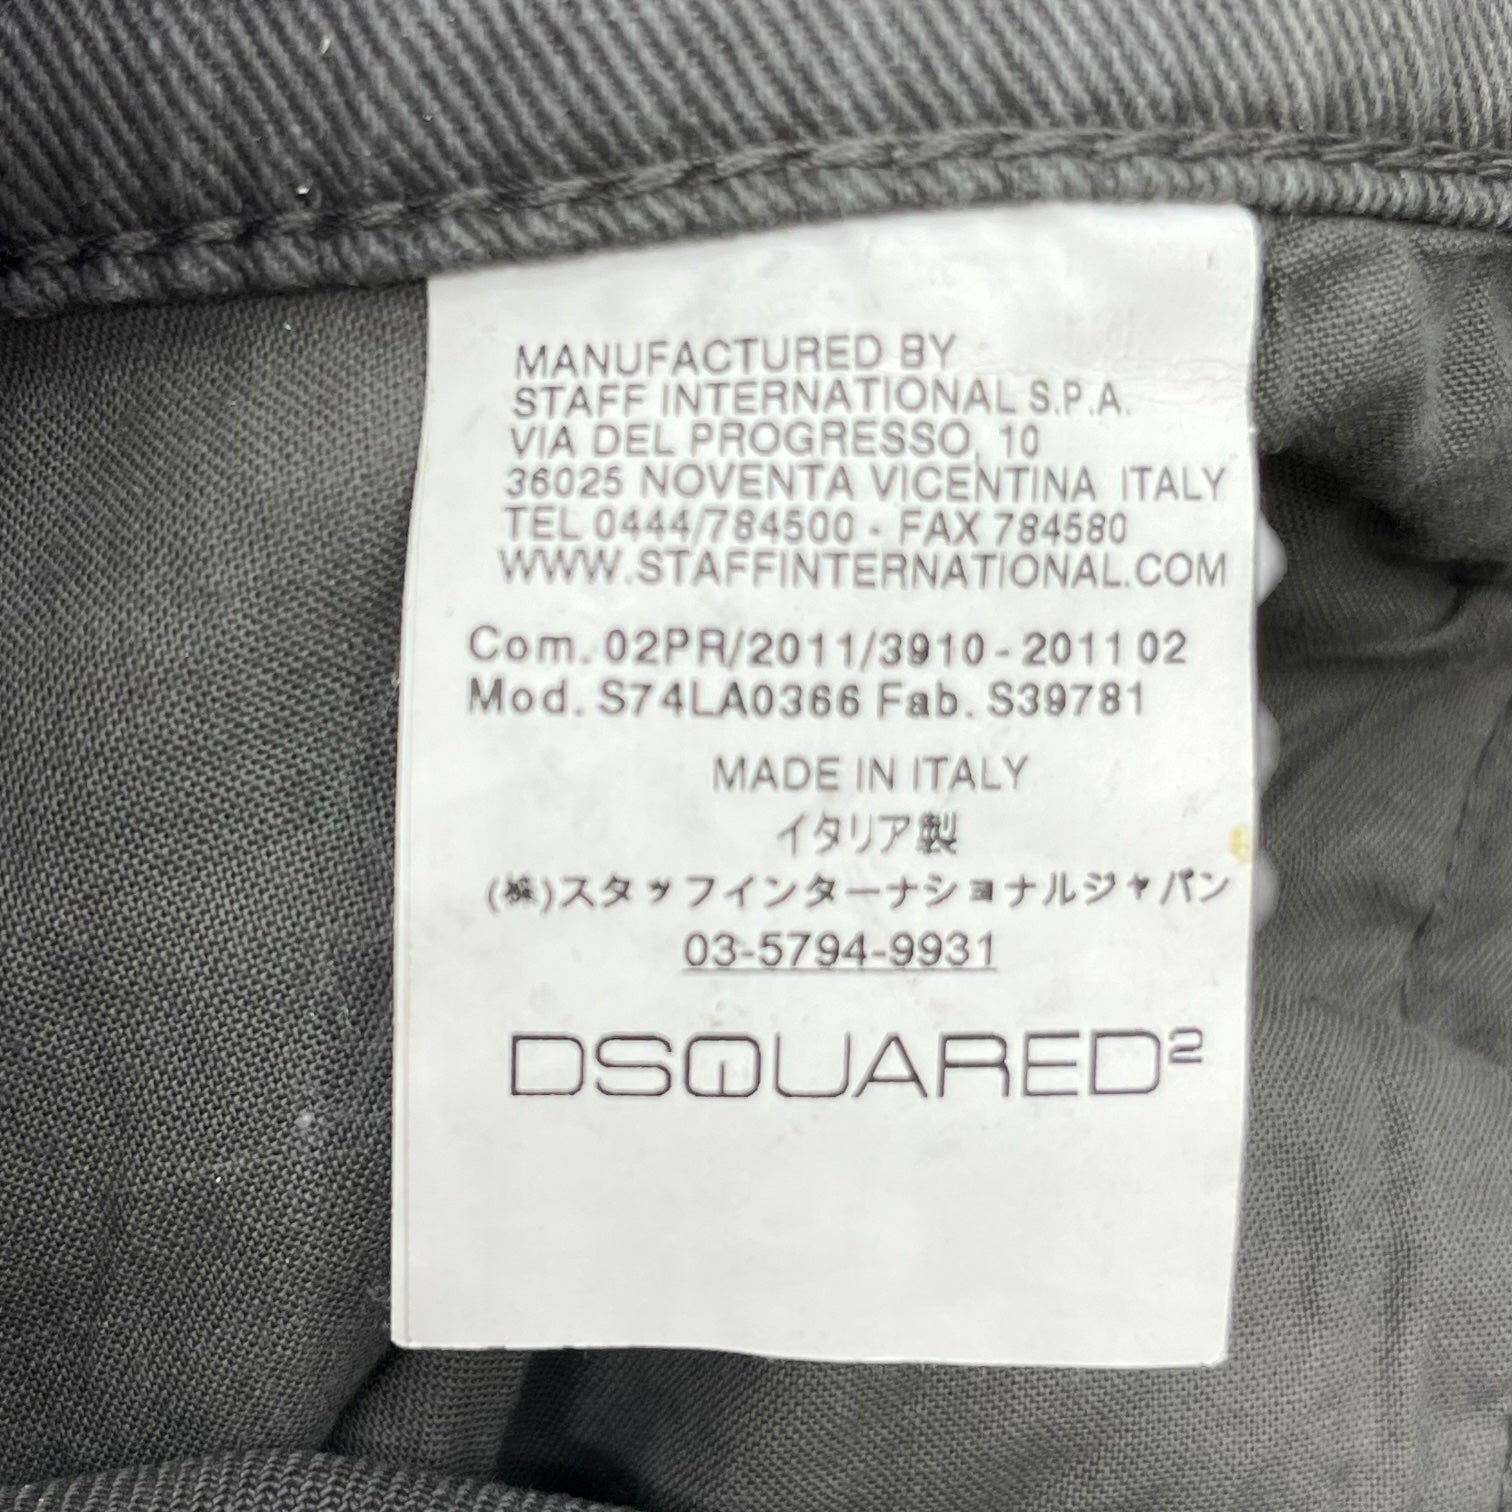 MANUFACTURED BY
STAFF INTERNATIONAL S.P.A.
VIA DEL PROGRESSO, 10
36025 NOVENTA VICENTINA ITALY
TEL 0444/784500 - FAX 784580
WWW.STAFFINTERNATIONAL.COM
Com. 02PR/2011/3910-201102
Mod. S74LA0366 Fab. S39781
MADE IN ITALY
イタリア製
(株)スタッフインターナショナルジャパン
03-5794-9931
DSQUARED²